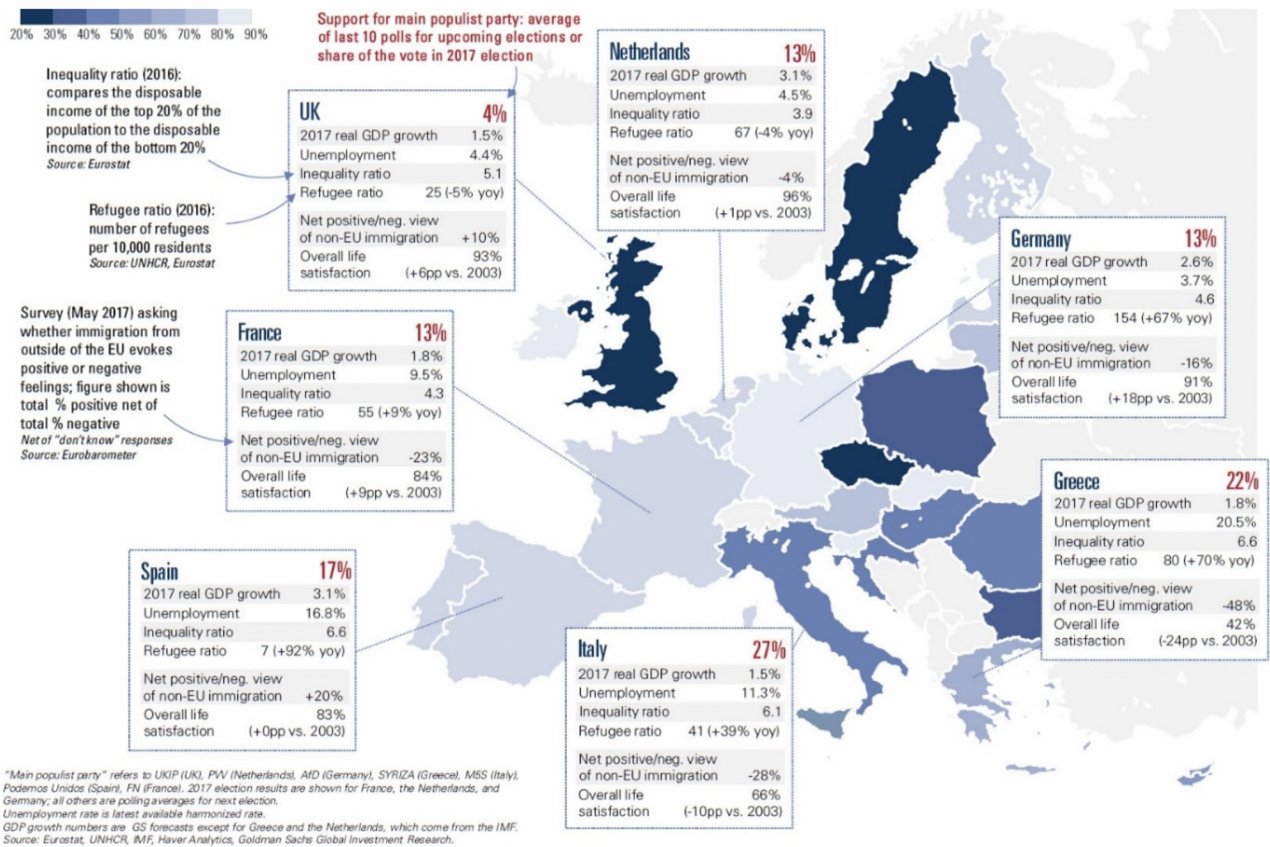 20% 30% 40% 50% 60% 70% 80% 90%
Support for main populist party: average
of last 10 polls for upcoming elections or
share of the vote in 2017 election
Inequality ratio (2016):
compares the disposable
income of the top 20% of the
population to the disposable
income of the bottom 20%
Source: Eurostat
Refugee ratio (2016):
number of refugees
per 10,000 residents
Source: UNHCR, Eurostat
Survey (May 2017) asking
whether immigration from
outside of the EU evokes
positive or negative
feelings; figure shown is
total % positive net of
total % negative
Net of "don't know" responses
Source: Eurobarometer
UK 4%
2017 real GDP growth 1.5%
Unemployment 4.4%
Inequality ratio 5.1
Refugee ratio 25 (-5% yoy)
Net positive/neg. view
of non-EU immigration +10%
Overall life 93%
satisfaction (+6pp vs. 2003)
Netherlands 13%
2017 real GDP growth 3.1%
Unemployment 4.5%
Inequality ratio 3.9
Refugee ratio 67 (-4% yoy)
Net positive/neg. view
of non-EU immigration -4%
Overall life 96%
satisfaction (+1pp vs. 2003)
Germany 13%
2017 real GDP growth 2.6%
Unemployment 3.7%
Inequality ratio 4.6
Refugee ratio 154 (+67% yoy)
Net positive/neg. view
of non-EU immigration -16%
Overall life 91%
satisfaction (+18pp vs. 2003)
France 13%
2017 real GDP growth 1.8%
Unemployment 9.5%
Inequality ratio 4.3
Refugee ratio 55 (+9% yoy)
Net positive/neg. view
of non-EU immigration -23%
Overall life 84%
satisfaction (+9pp vs. 2003)
Greece 22%
2017 real GDP growth 1.8%
Unemployment 20.5%
Inequality ratio 6.6
Refugee ratio 80 (+70% yoy)
Net positive/neg. view
of non-EU immigration -48%
Overall life 42%
satisfaction (-24pp vs. 2003)
Spain 17%
2017 real GDP growth 3.1%
Unemployment 16.8%
Inequality ratio 6.6
Refugee ratio 7 (+92% yoy)
Net positive/neg. view
of non-EU immigration +20%
Overall life 83%
satisfaction (+0pp vs. 2003)
Italy 27%
2017 real GDP growth 1.5%
Unemployment 11.3%
Inequality ratio 6.1
Refugee ratio 41 (+39% yoy)
Net positive/neg. view
of non-EU immigration -28%
Overall life 66%
satisfaction (-10pp vs. 2003)
"Main populist party" refers to UKIP (UK), PVV (Netherlands), AfD (Germany), SYRIZA (Greece), M5S (Italy),
Podemos Unidos (Spain), FN (France). 2017 election results are shown for France, the Netherlands, and
Germany; all others are polling averages for next election.
Unemployment rate is latest available harmonized rate.
GDP growth numbers are GS forecasts except for Greece and the Netherlands, which come from the IMF.
Source: Eurostat, UNHCR, IMF, Haver Analytics, Goldman Sachs Global Investment Research.